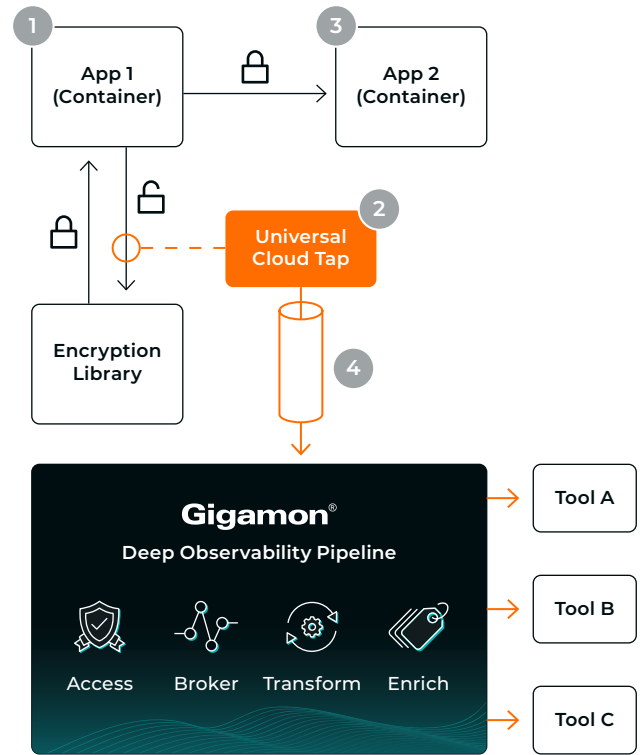 1
3
App 1
(Container)
App 2
(Container)
2
Universal
Cloud Tap
Encryption
Library
4
Gigamon®
Deep Observability Pipeline
Access
Broker
Transform
Enrich
Tool A
Tool B
Tool C